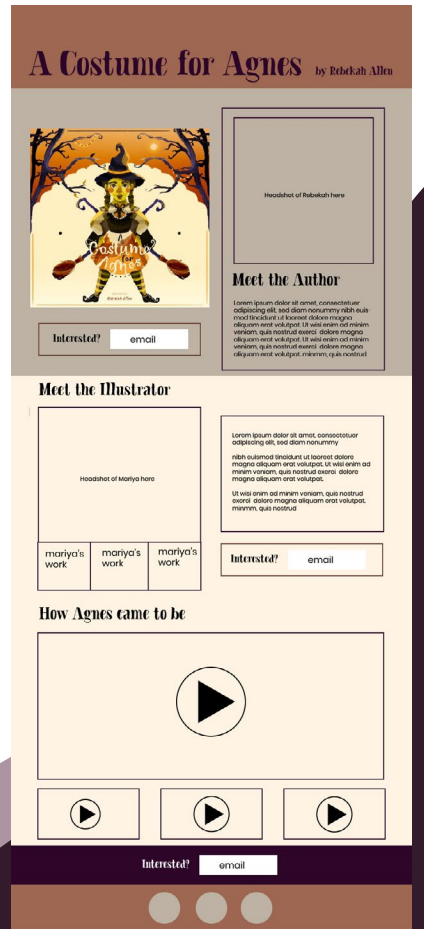 A Costume for Agnes by Rebekah Allen
A
Costume
for
Agnes
Interested? email
Headshot of Rebekah here
Meet the Author
Lorem ipsum dolor sit amet, consectetuer
adipiscing elit, sed diam nonummy nibh euis
mod tincidunt ut laoreet dolore magna
aliquam erat volutpat. Ut wisi enim ad minim
veniam, quis nostrud exerci dolore magna
aliquam erat volutpat. Ut wisi enim ad minim
veniam, quis nostrud exerci dolore magna
aliquam erat volutpat. minmm, quis nostrud
Meet the Illustrator
Headshot of Mariya here
mariya's
work
mariya's
work
mariya's
work
Lorem ipsum dolor sit amet, consectetuer
adipiscing elit, sed diam nonummy
nibh euismod tincidunt ut laoreet dolore
magna aliquam erat volutpat. Ut wisi enim ad
minim veniam, quis nostrud exerci dolore
magna aliquam erat volutpat.
Ut wisi enim ad minim veniam, quis nostrud
exerci dolore magna aliquam erat volutpat.
minmm, quis nostrud
Interested? email
How Agnes came to be
Interested? email